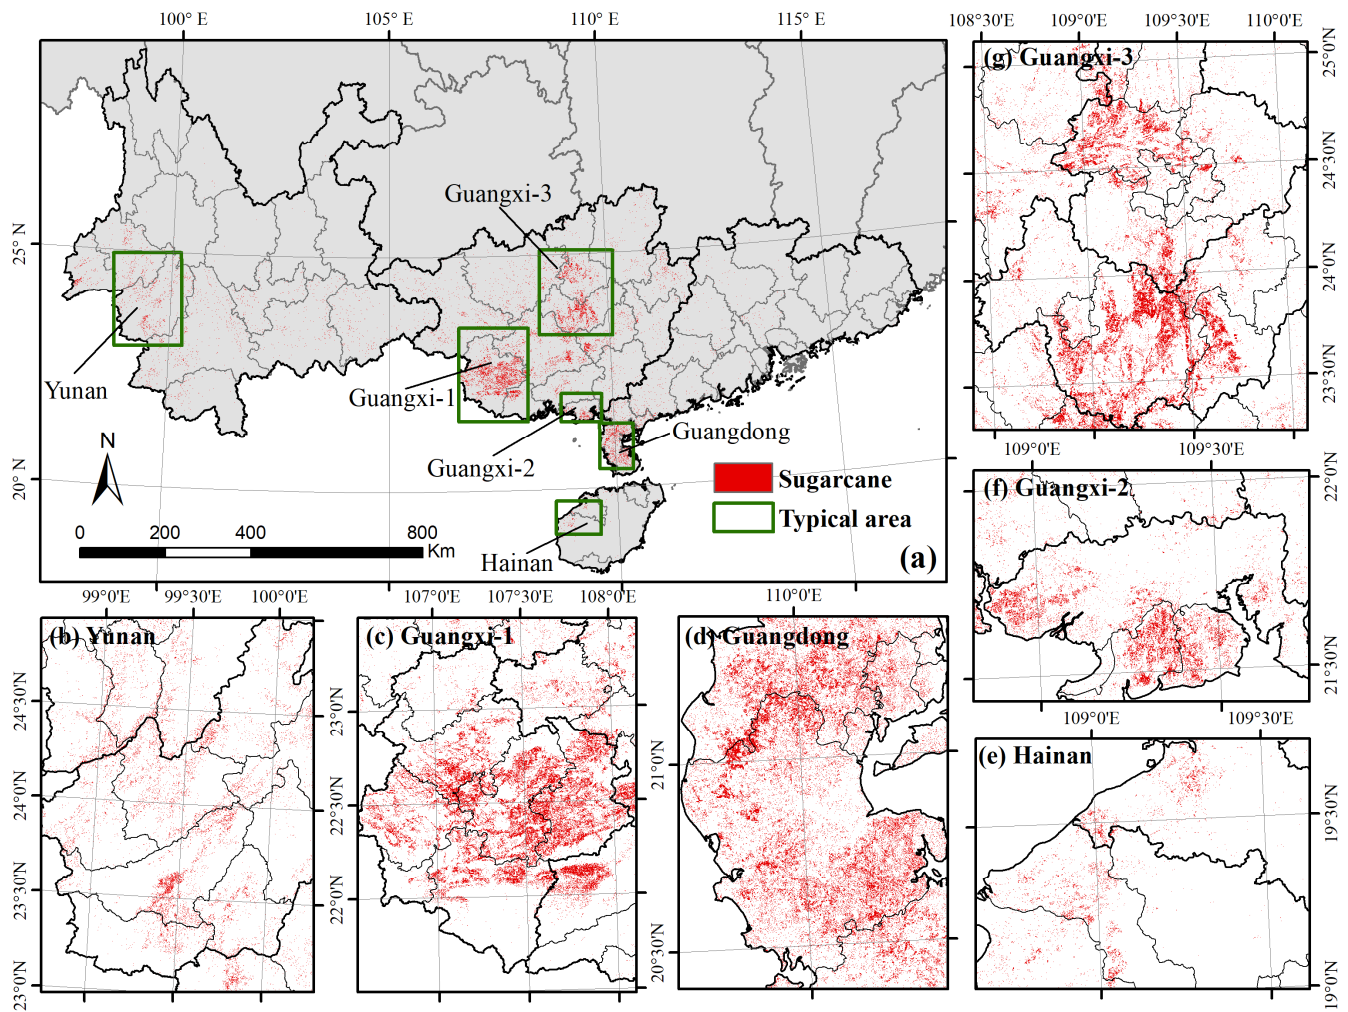 100° E
105° E
110° E
115° E
25° N
20° N
Guangxi-3
Yunan
Guangxi-1
Guangxi-2
Guangdong
Hainan
N
0 200 400 800
Km
Sugarcane
Typical area
(a)
108°30'E 109°0'E 109°30'E 110°0'E
(g) Guangxi-3
25°0'N
24°30'N
24°0'N
23°30'N
109°0'E 109°30'E
(f) Guangxi-2
22°0'N
21°30'N
109°0'E 109°30'E
(e) Hainan
19°30'N
19°0'N
99°0'E 99°30'E 100°0'E
(b) Yunan
24°30'N
24°0'N
23°30'N
23°0'N
107°0'E 107°30'E 108°0'E
(c) Guangxi-1
23°0'N
22°30'N
22°0'N
110°0'E
(d) Guangdong
21°0'N
20°30'N